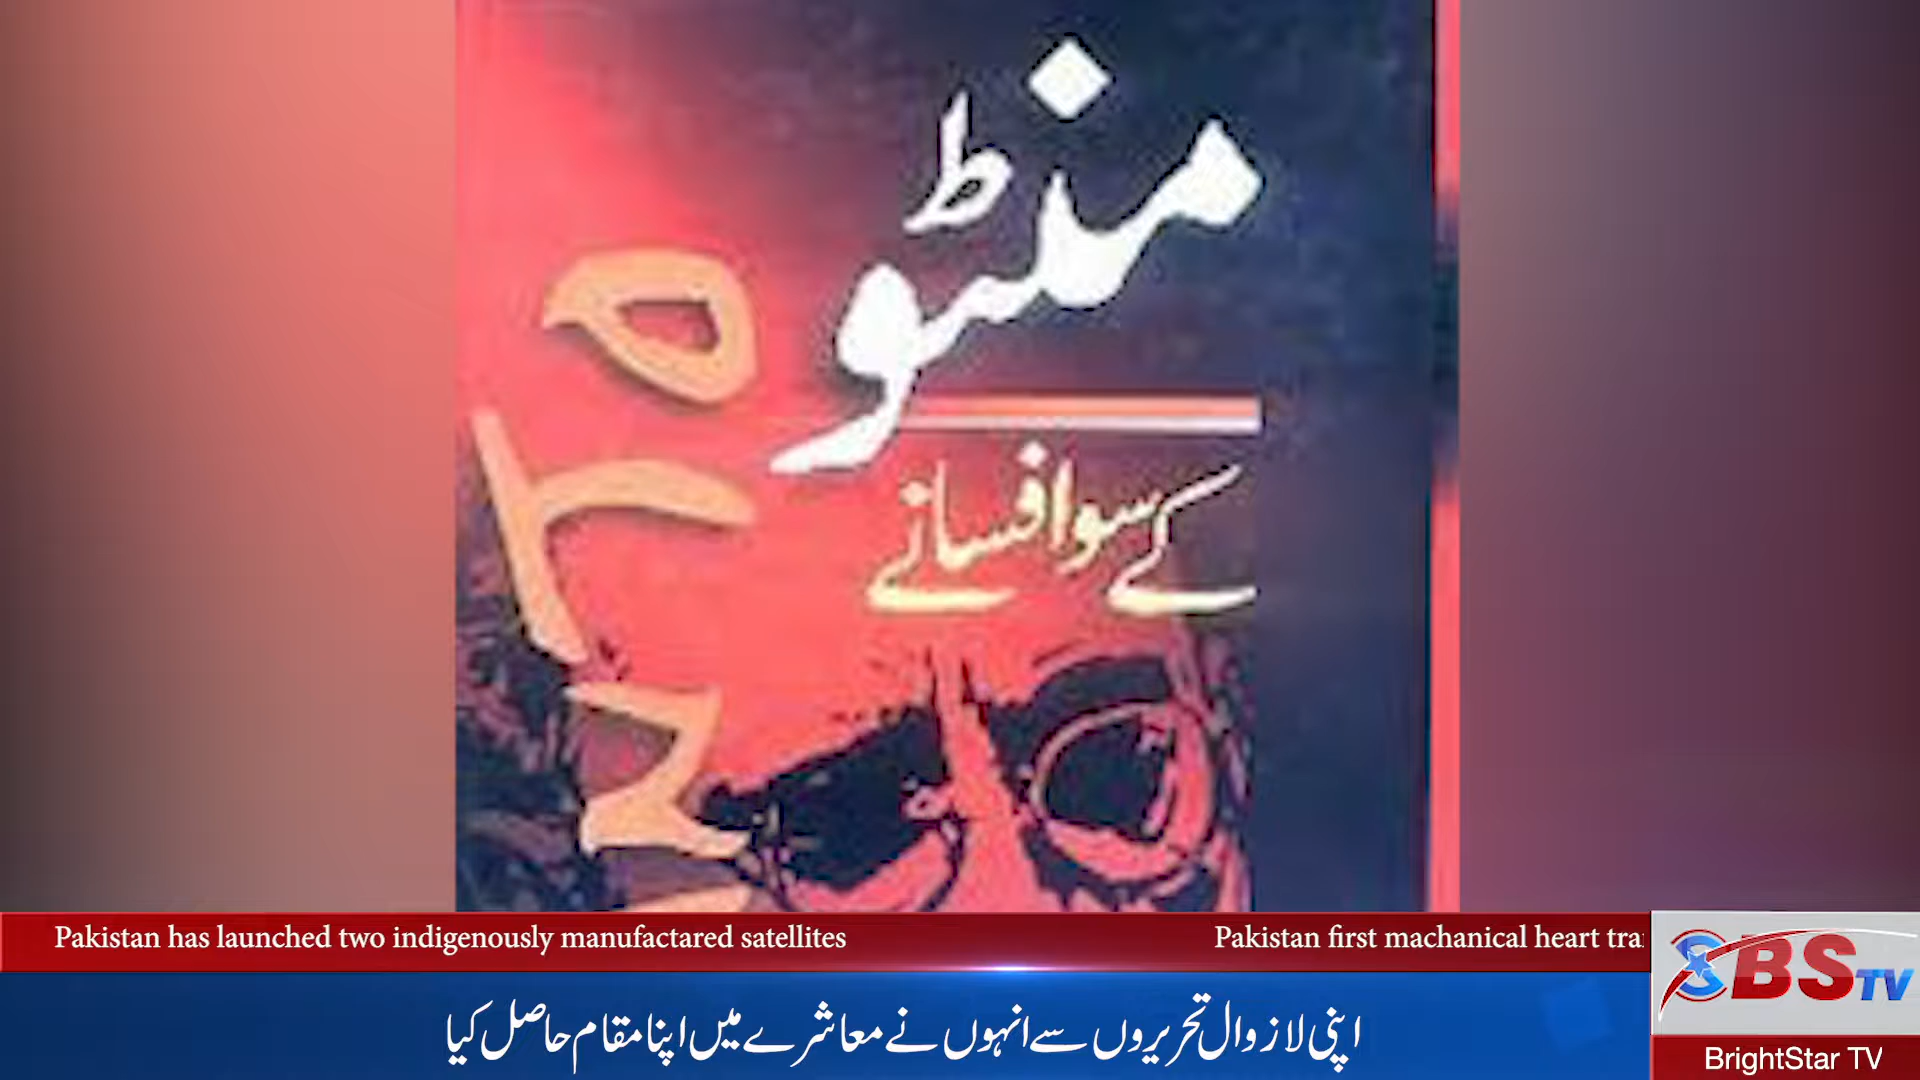 منٹو
کے سو افسانے
Pakistan has launched two indigenously manufactared satellites
Pakistan first machanical heart tra
BS TV
BrightStar TV
اپنی لازوال تحریروں سے انہوں نے معاشرے میں اپنا مقام حاصل کیا